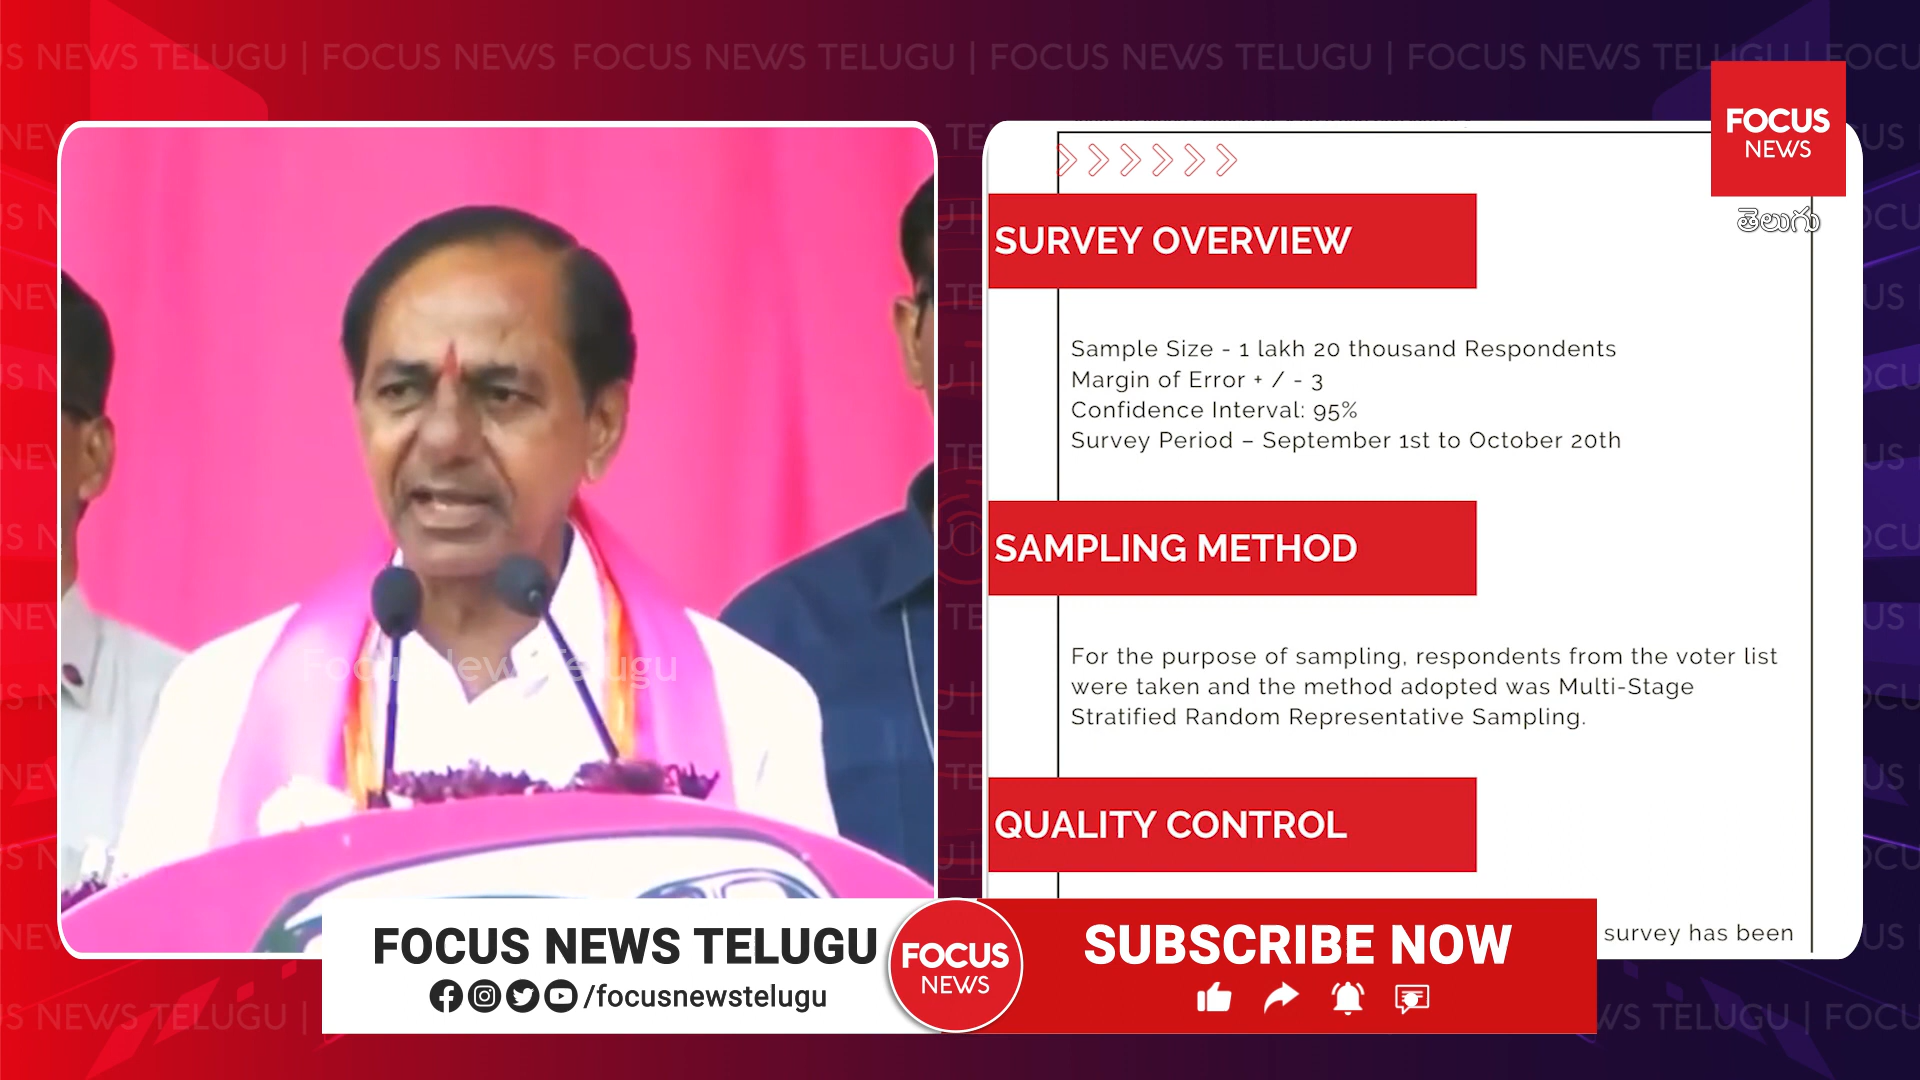 S NEWS TELUGU | FOCUS NEWS FOCUS NEWS TELUGU | FOCUS NEWS TELUGU | FOCUS NEWS TELUGU | FOCU
FOCUS
NEWS
తెలుగు
SURVEY OVERVIEW
Sample Size - 1 lakh 20 thousand Respondents
Margin of Error + / - 3
Confidence Interval: 95%
Survey Period – September 1st to October 20th
SAMPLING METHOD
For the purpose of sampling, respondents from the voter list
were taken and the method adopted was Multi-Stage
Stratified Random Representative Sampling.
QUALITY CONTROL
survey has been
Focus News Telugu
FOCUS NEWS TELUGU
/focusnewstelugu
FOCUS
NEWS
SUBSCRIBE NOW